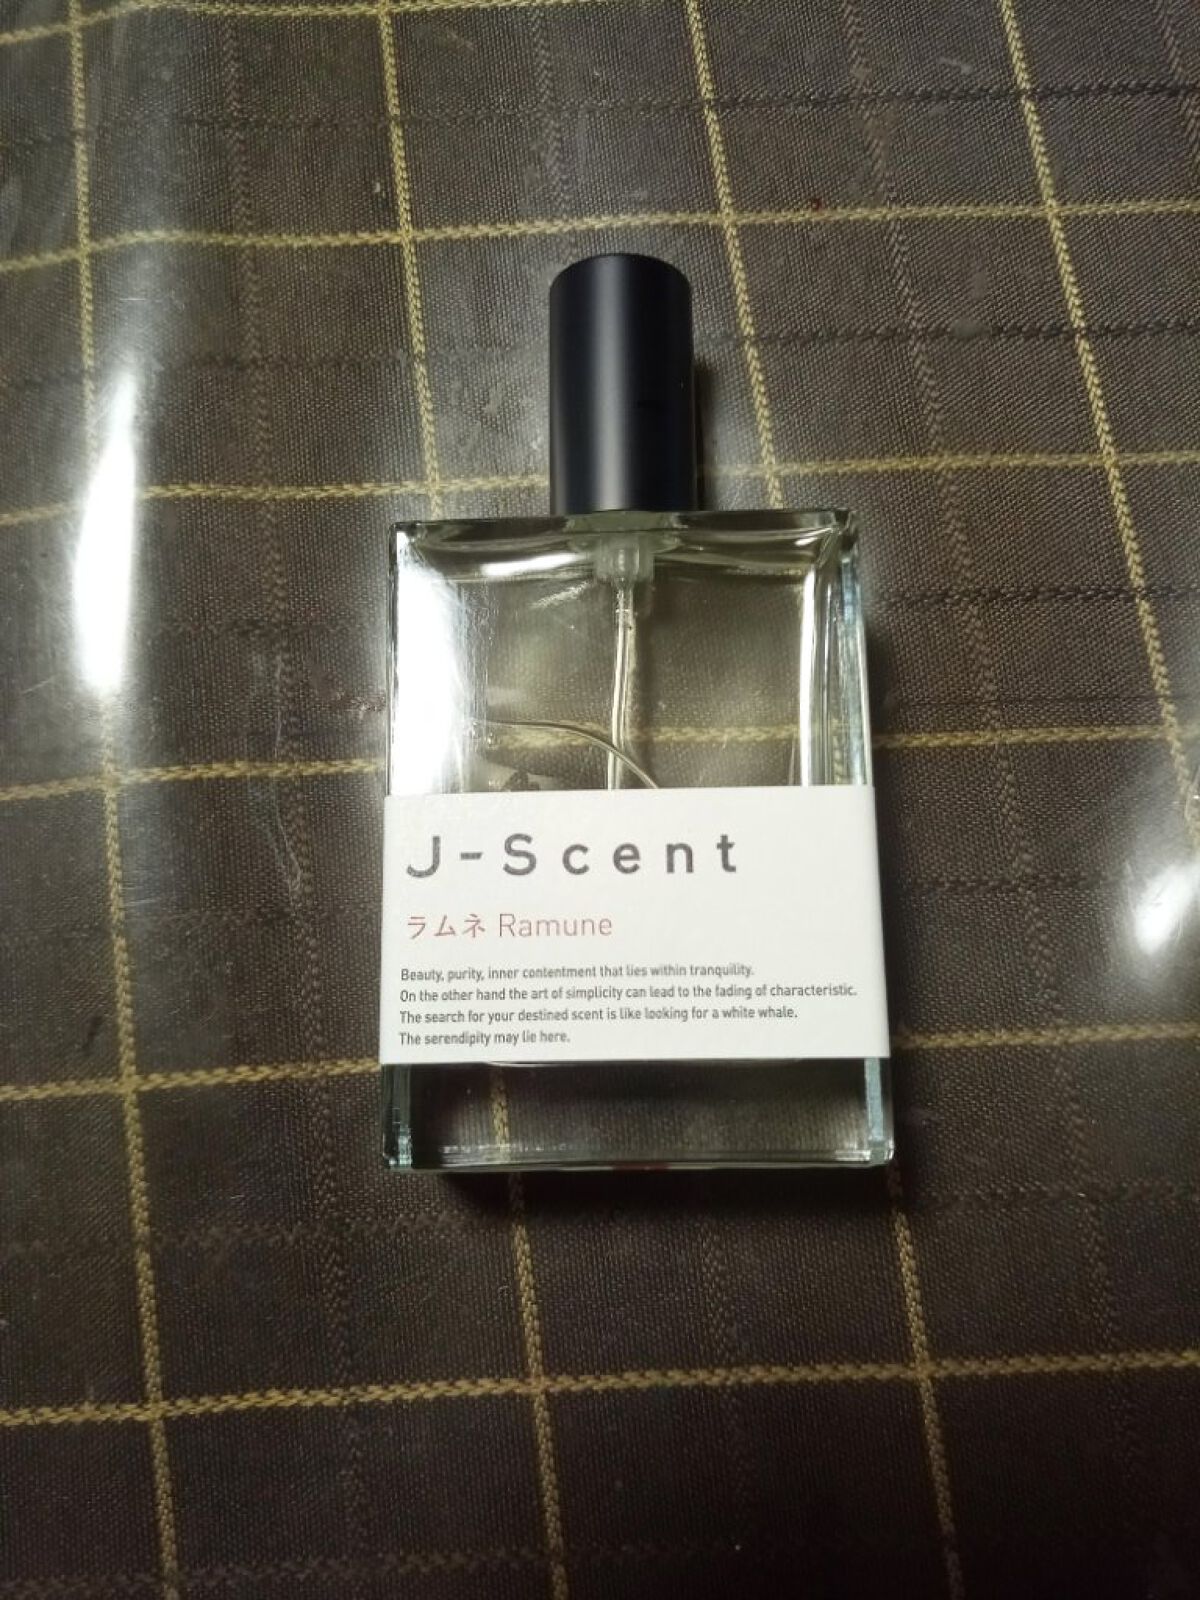 J-Scent
ラムネ Ramune
Beauty, purity, inner contentment that lies within tranquility.
On the other hand the art of simplicity can lead to the fading of characteristic.
The search for your destined scent is like looking for a white whale.
The serendipity may lie here.